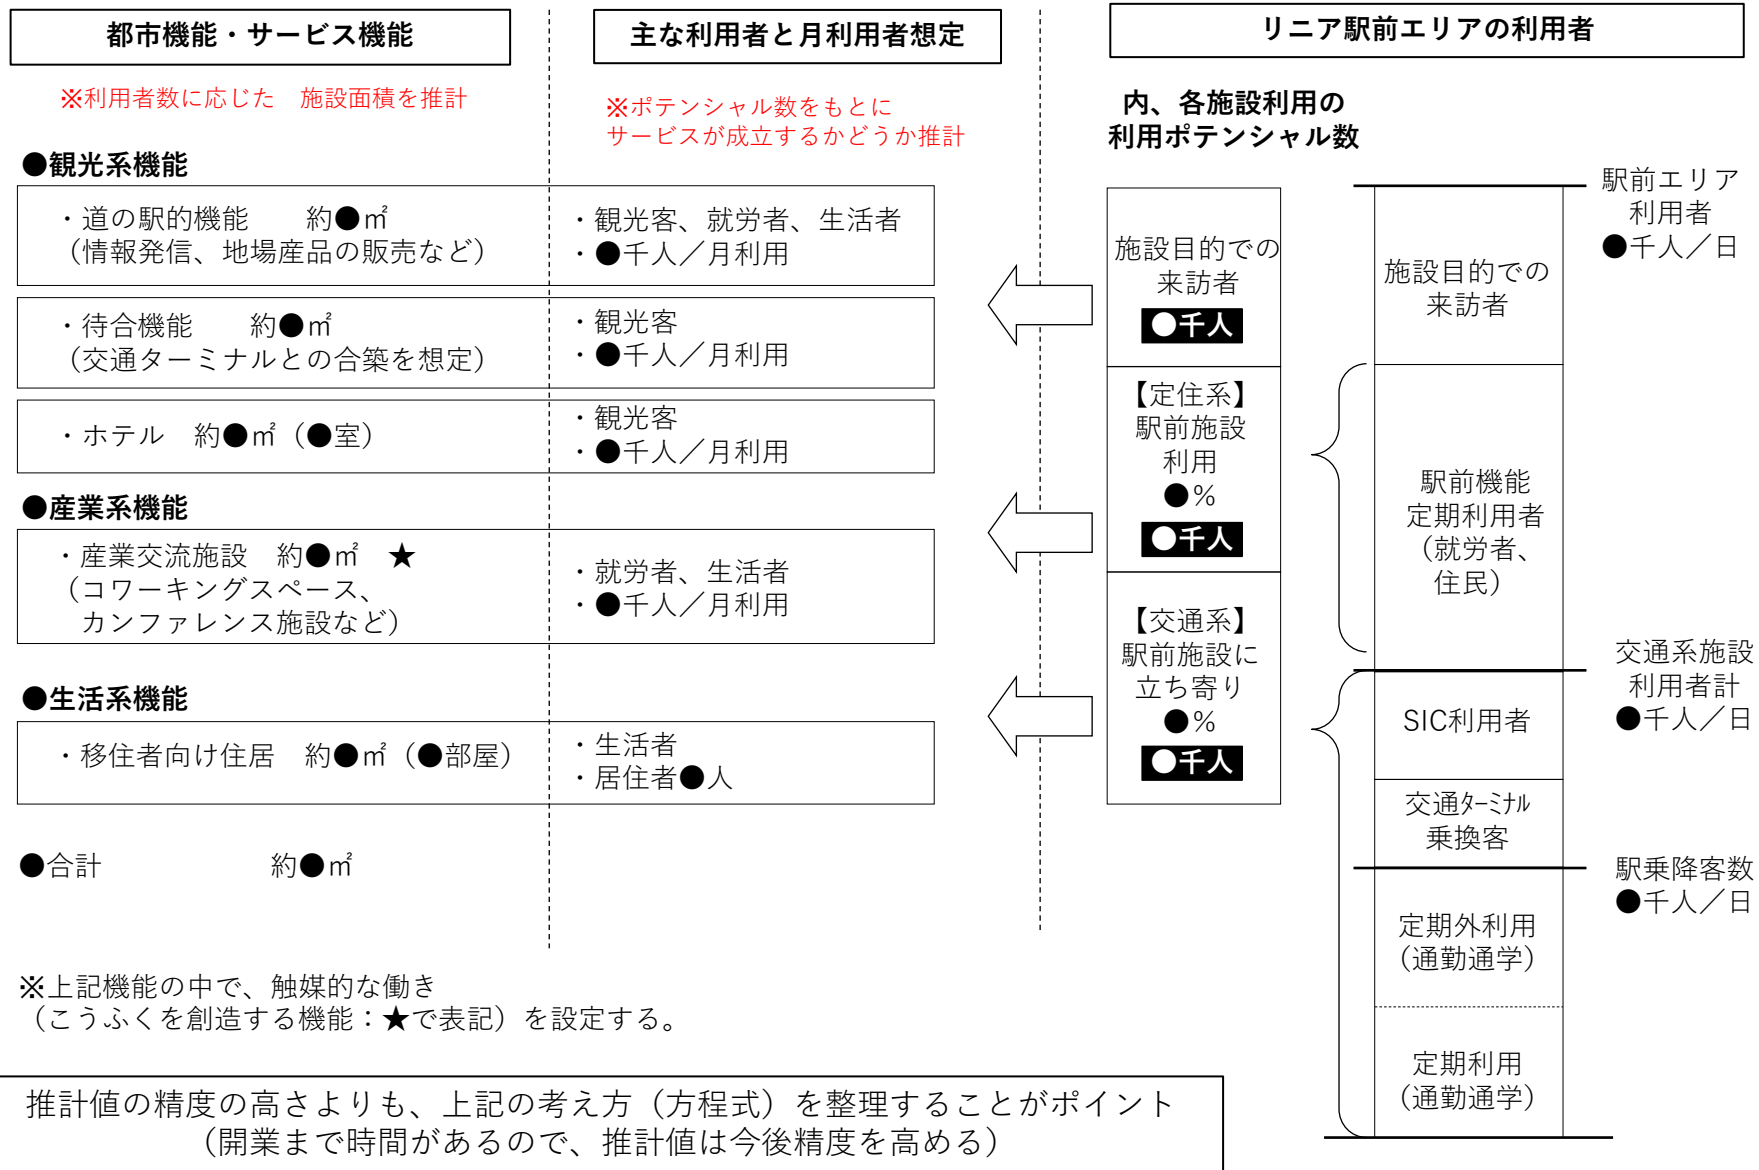 都市機能・サービス機能
※利用者数に応じた　施設面積を推計
●観光系機能
・道の駅的機能　　約●㎡
（情報発信、地場産品の販売など）
・待合機能　　約●㎡
（交通ターミナルとの合築を想定）
・ホテル　約●㎡（●室）
●産業系機能
・産業交流施設　約●㎡　★
（コワーキングスペース、
カンファレンス施設など）
●生活系機能
・移住者向け住居　約●㎡（●部屋）
●合計　　　　　　約●㎡
主な利用者と月利用者想定
※ポテンシャル数をもとに
サービスが成立するかどうか推計
・観光客、就労者、生活者
・●千人／月利用
・観光客
・●千人／月利用
・観光客
・●千人／月利用
・就労者、生活者
・●千人／月利用
・生活者
・居住者●人
リニア駅前エリアの利用者
内、各施設利用の
利用ポテンシャル数
施設目的での
来訪者
●千人
【定住系】
駅前施設
利用
●％
●千人
【交通系】
駅前施設に
立ち寄り
●％
●千人
施設目的での
来訪者
駅前機能
定期利用者
（就労者、
住民）
SIC利用者
交通ﾀｰﾐﾅﾙ
乗換客
定期外利用
（通勤通学）
定期利用
（通勤通学）
駅前エリア
利用者
●千人／日
交通系施設
利用者計
●千人／日
駅乗降客数
●千人／日
※上記機能の中で、触媒的な働き
（こうふくを創造する機能：★で表記）を設定する。
推計値の精度の高さよりも、上記の考え方（方程式）を整理することがポイント
（開業まで時間があるので、推計値は今後精度を高める）